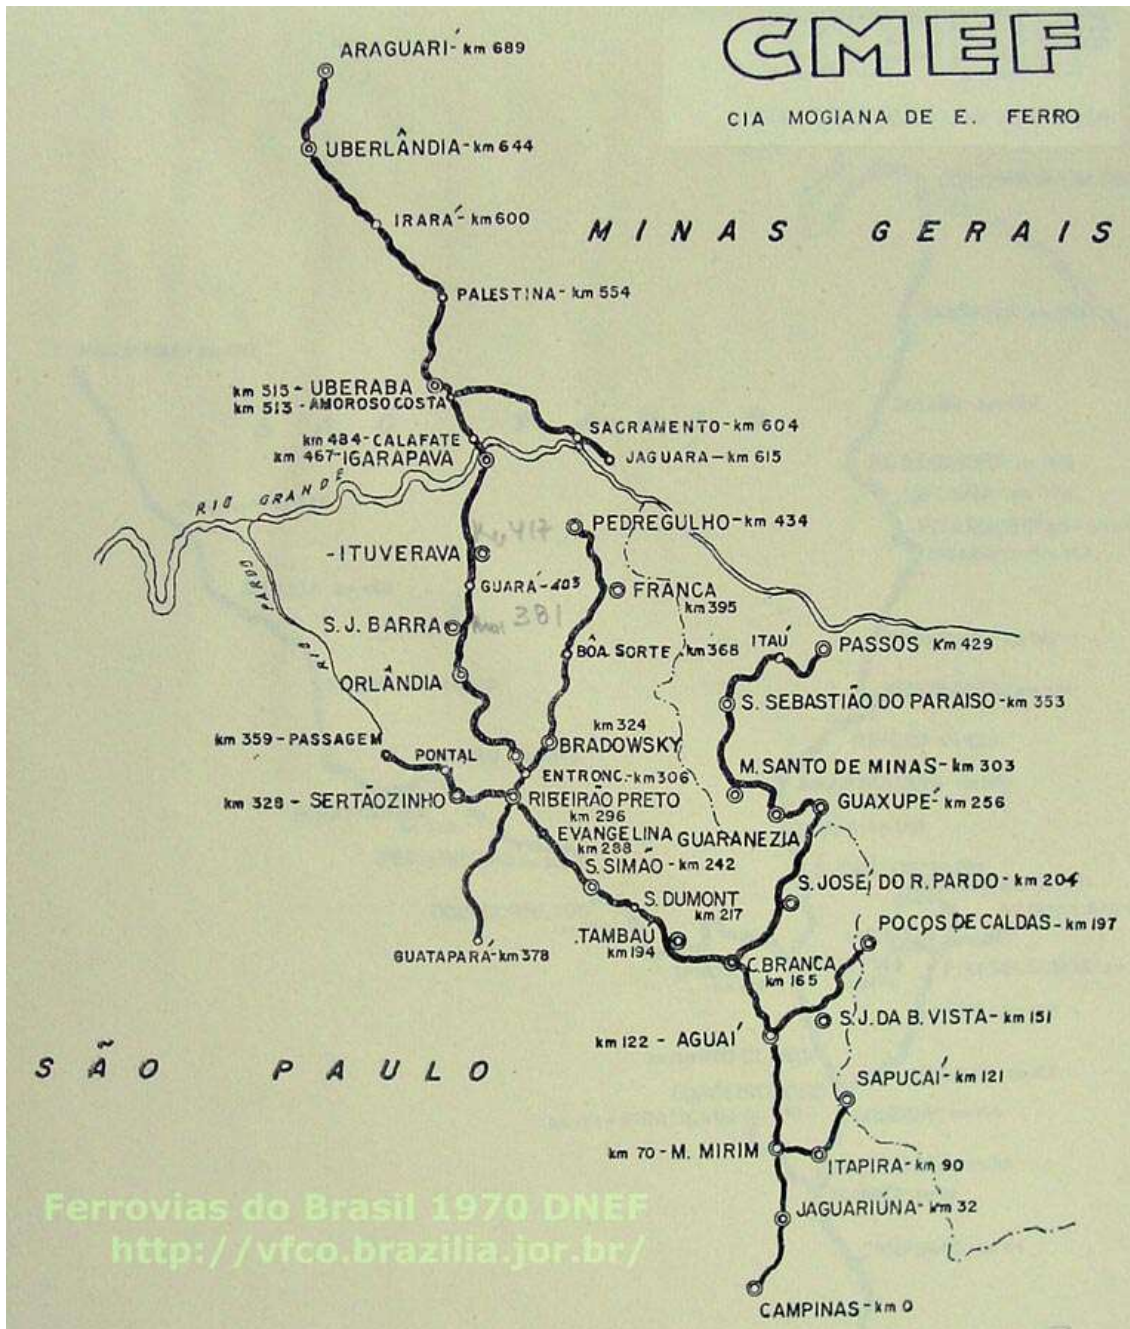 CMEF
CIA MOGIANA DE E. FERRO
ARAGUARÍ - km 689
UBERLÂNDIA - km 644
IRARÁ - km 600
MINAS GERAIS
PALESTINA - km 554
km 515 - UBERABA
km 513 - AMOROSO COSTA
SACRAMENTO - km 604
km 484 - CALAFATE
km 467 - IGARAPAVA
JAGUARA - km 615
RIO GRANDE
PEDREGULHO - km 434
- ITUVERAVA
417
RIO PARDO
GUARÁ - 403
FRANCA
km 395
S. J. BARRA
381
BÔA SORTE km 368
ITAÚ
PASSOS km 429
ORLÂNDIA
S. SEBASTIÃO DO PARAISO - km 353
km 324
BRADOWSKY
km 359 - PASSAGEM
PONTAL
ENTRONC. - km 306
M. SANTO DE MINAS - km 303
km 328 - SERTÃOZINHO
RIBEIRÃO PRETO
km 296
GUAXUPÉ - km 256
EVANGELINA
km 288
GUARANEZIA
S. SIMÃO - km 242
S. JOSÉ DO R. PARDO - km 204
S. DUMONT
km 217
POÇOS DE CALDAS - km 197
.TAMBAÚ
km 194
GUATAPARÁ - km 378
C. BRANCA
km 165
S. J. DA B. VISTA - km 151
km 122 - AGUAÍ
SÃO PAULO
SAPUCAÍ - km 121
km 70 - M. MIRIM
ITAPIRA - km 90
JAGUARIÚNA - km 32
CAMPINAS - km 0
Ferrovias do Brasil 1970 DNEF
http://vfco.brazilia.jor.br/